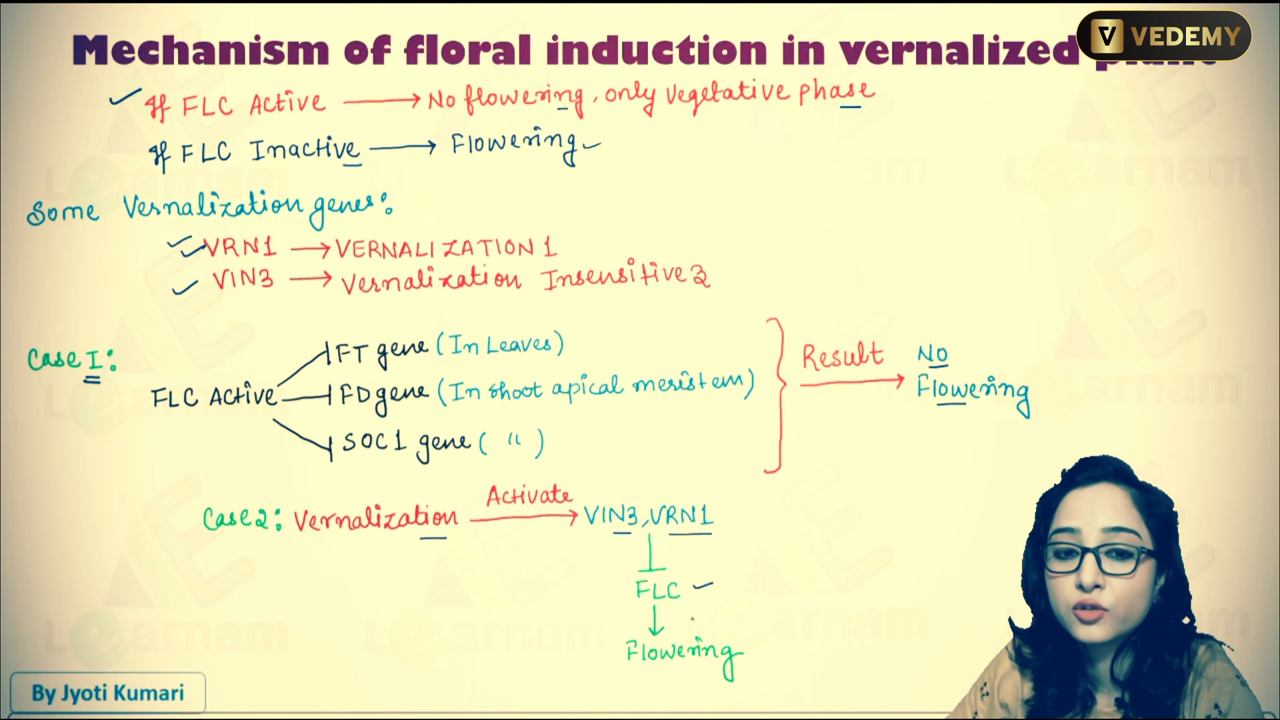 Mechanism of floral induction in vernalized
VEDEMY
If FLC Active → No flowering, only vegetative phase
If FLC Inactive → Flowering
Some Vernalization genes:
VRN1 → VERNALIZATION 1
VIN3 → Vernalization Insensitive 2
Case I:
FT gene (In Leaves)
FLC Active FD gene (In shoot apical meristem)
SOC1 gene ( " )
Result No Flowering
Case 2: Vernalization Activate → VIN3, VRN1
FLC
↓
Flowering
By Jyoti Kumari